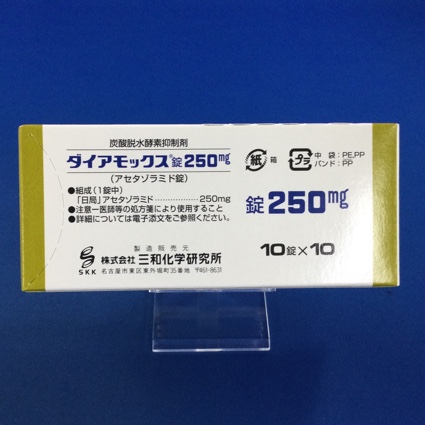 炭酸脱水酵素抑制剤
ダイアモックス®錠250mg
(アセタゾラミド錠)
●組成(1錠中)
「日局」アセタゾラミド……………250mg
●注意-医師等の処方箋により使用すること
●詳細については電子添文をご参照ください。
製造販売元
SKK
株式会社 三和化学研究所
名古屋市東区東外堀町35番地 〒461-8631
紙 箱
プラ 中 袋:PE,PP
バンド:PP
錠250mg
10錠×10